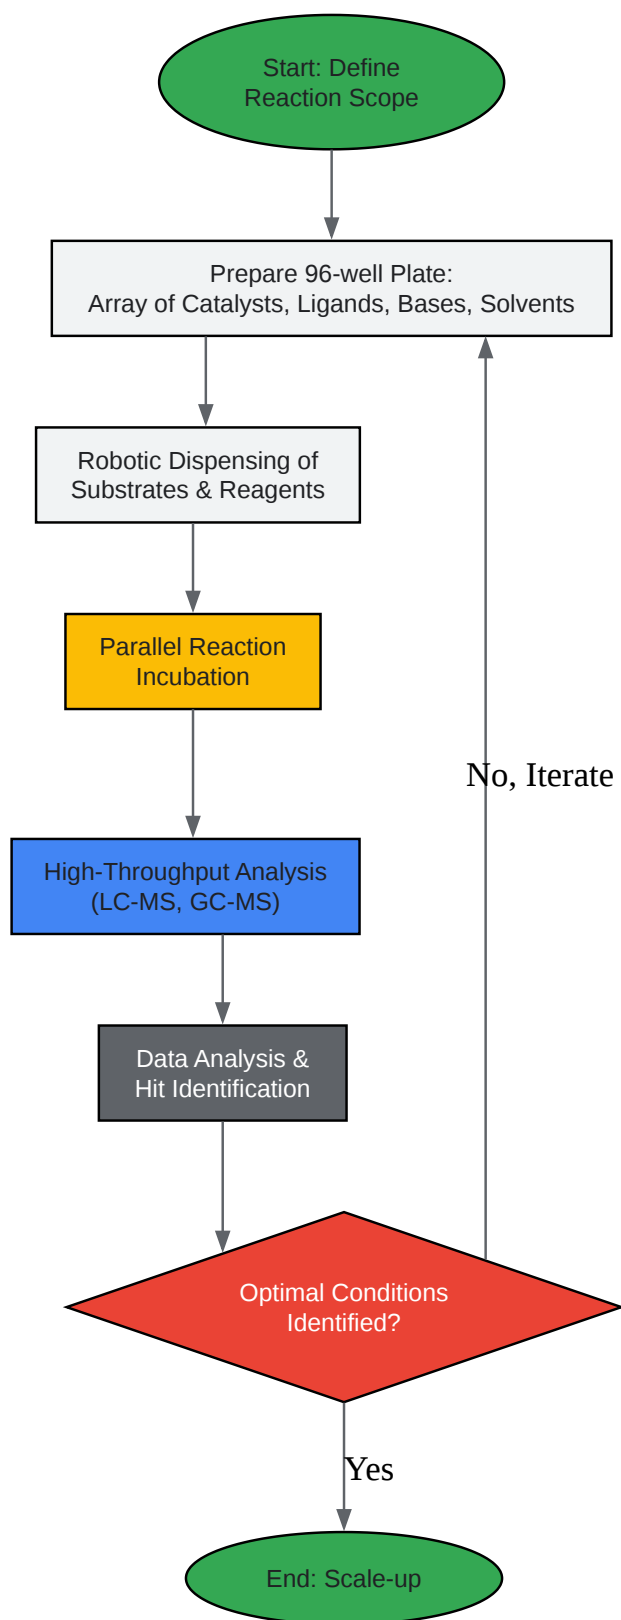 Start: Define
Reaction Scope
Prepare 96-well Plate:
Array of Catalysts, Ligands, Bases, Solvents
Robotic Dispensing of
Substrates & Reagents
Parallel Reaction
Incubation
No, Iterate
High-Throughput Analysis
(LC-MS, GC-MS)
Data Analysis &
Hit Identification
Optimal Conditions
Identified?
Yes
End: Scale-up